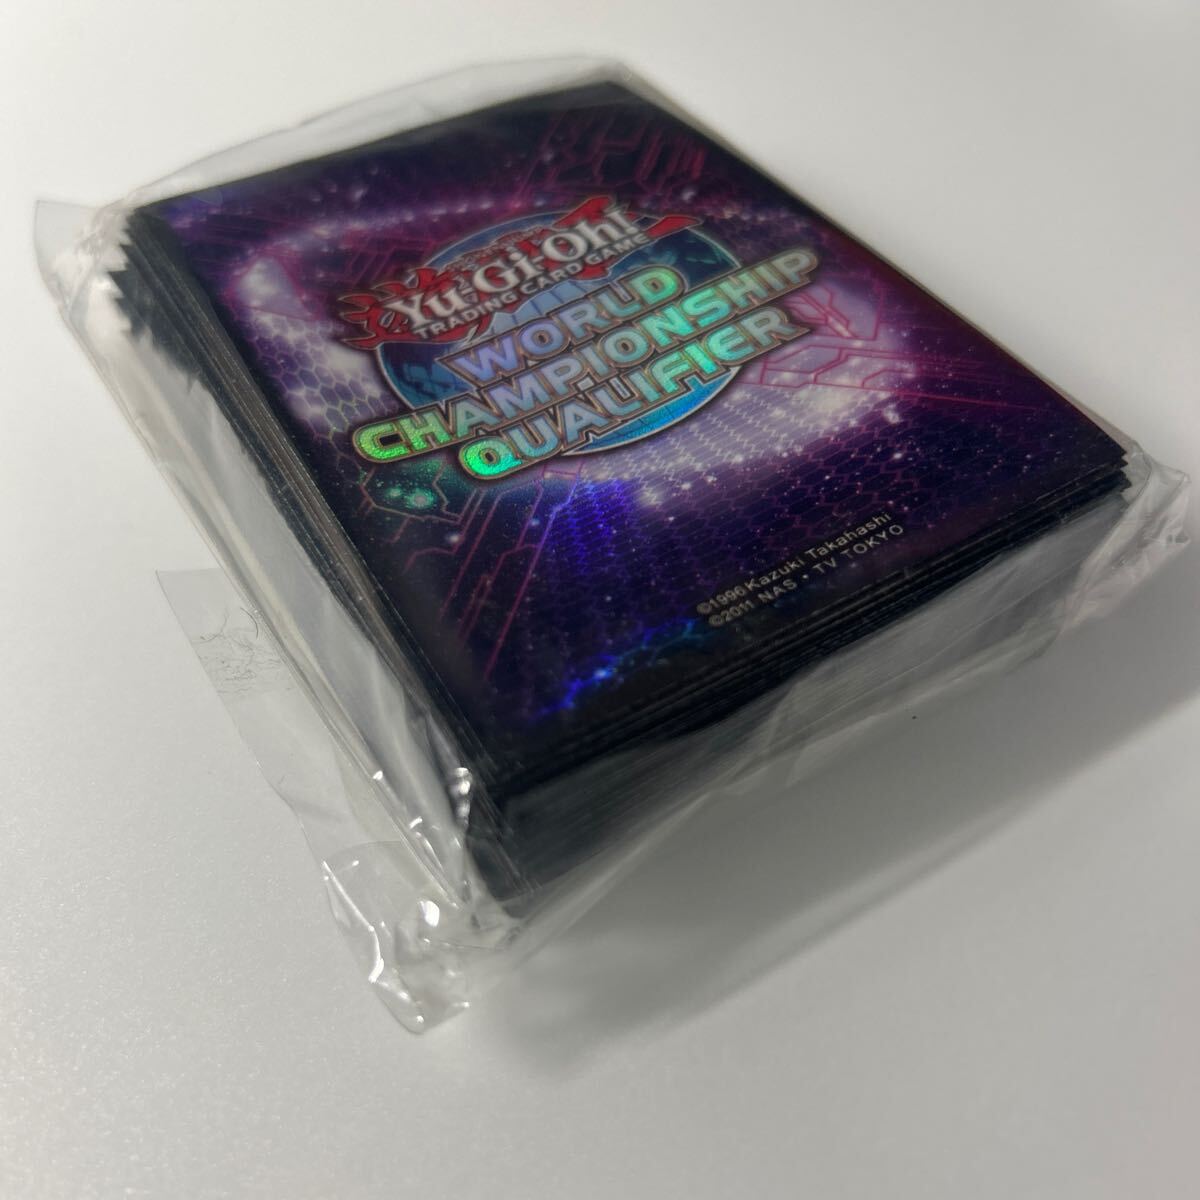 Yu-Gi-Oh!
TRADING CARD GAME
WORLD
CHAMPIONSHIP
QUALIFIER
©1996 Kazuki Takahashi
©2011 NAS • TV TOKYO